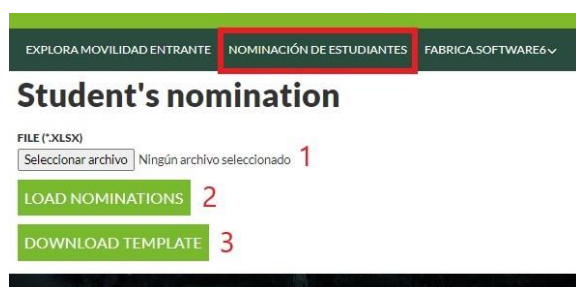 EXPLORA MOVILIDAD ENTRANTE NOMINACIÓN DE ESTUDIANTES FABRICA.SOFTWARE6
Student's nomination
FILE (*.XLSX)
Seleccionar archivo Ningún archivo seleccionado 1
LOAD NOMINATIONS 2
DOWNLOAD TEMPLATE 3